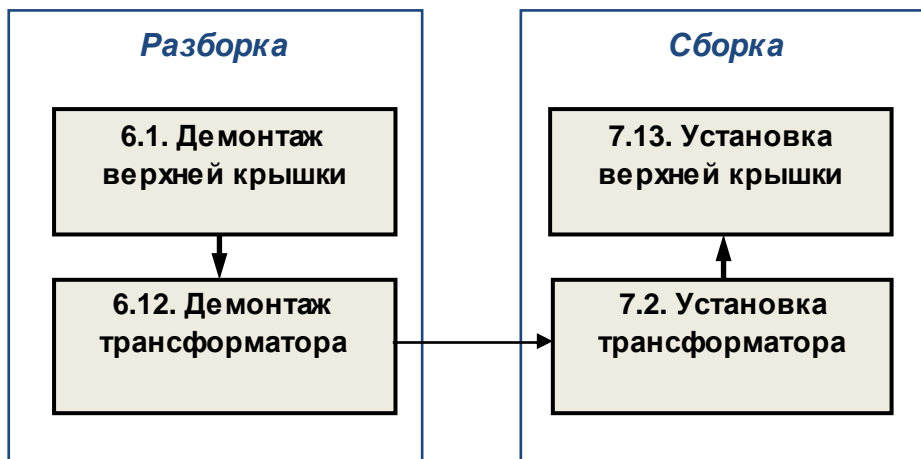 Разборка
6.1. Демонтаж
верхней крышки
6.12. Демонтаж
трансформатора
Сборка
7.13. Установка
верхней крышки
7.2. Установка
трансформатора